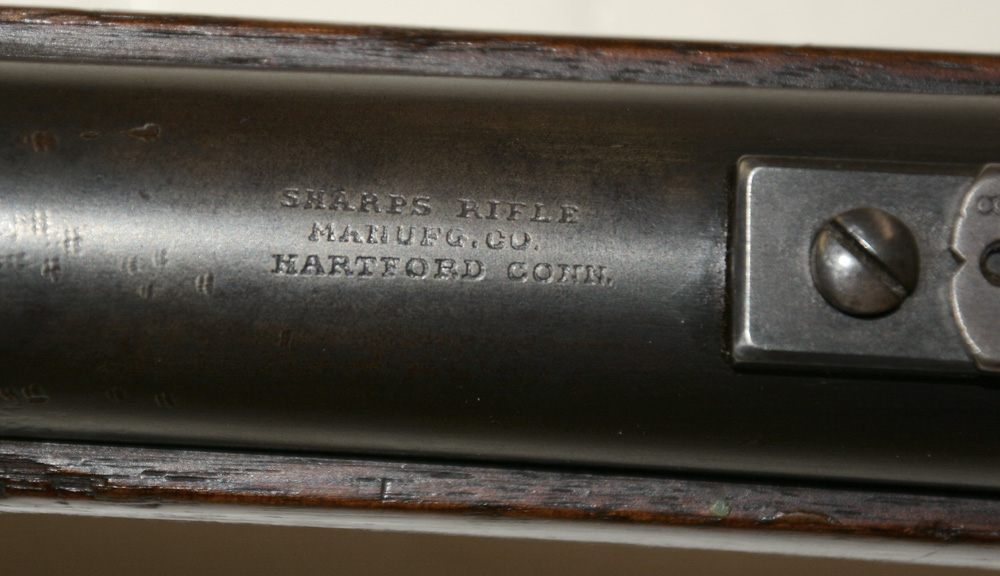 SHARPS RIFLE
MANUFG. CO.
HARTFORD CONN.